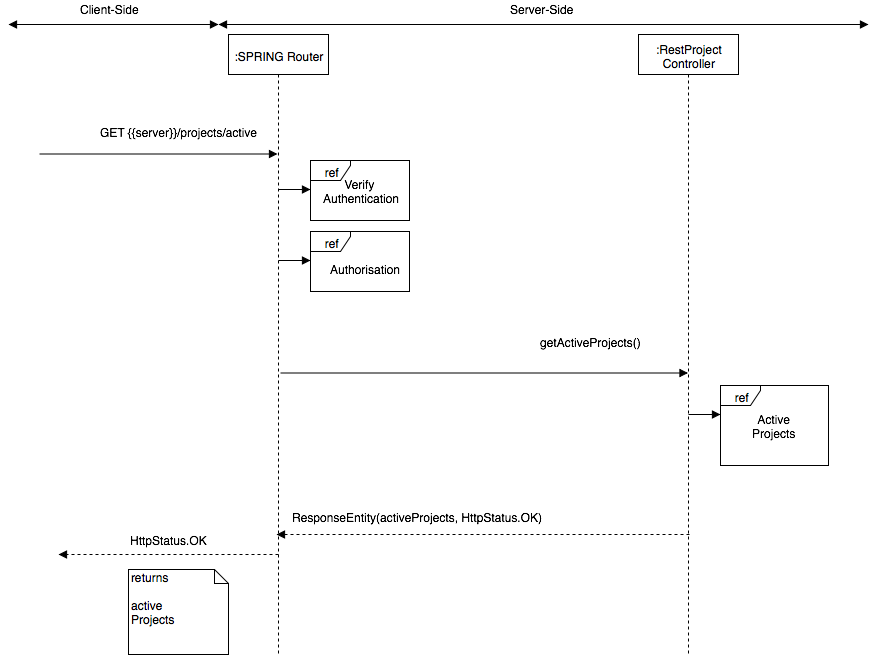 Client-Side
Server-Side
:SPRING Router
:RestProject
Controller
GET {{server}}/projects/active
ref
Verify
Authentication
ref
Authorisation
getActiveProjects()
ref
Active
Projects
ResponseEntity(activeProjects, HttpStatus.OK)
HttpStatus.OK
returns
active
Projects